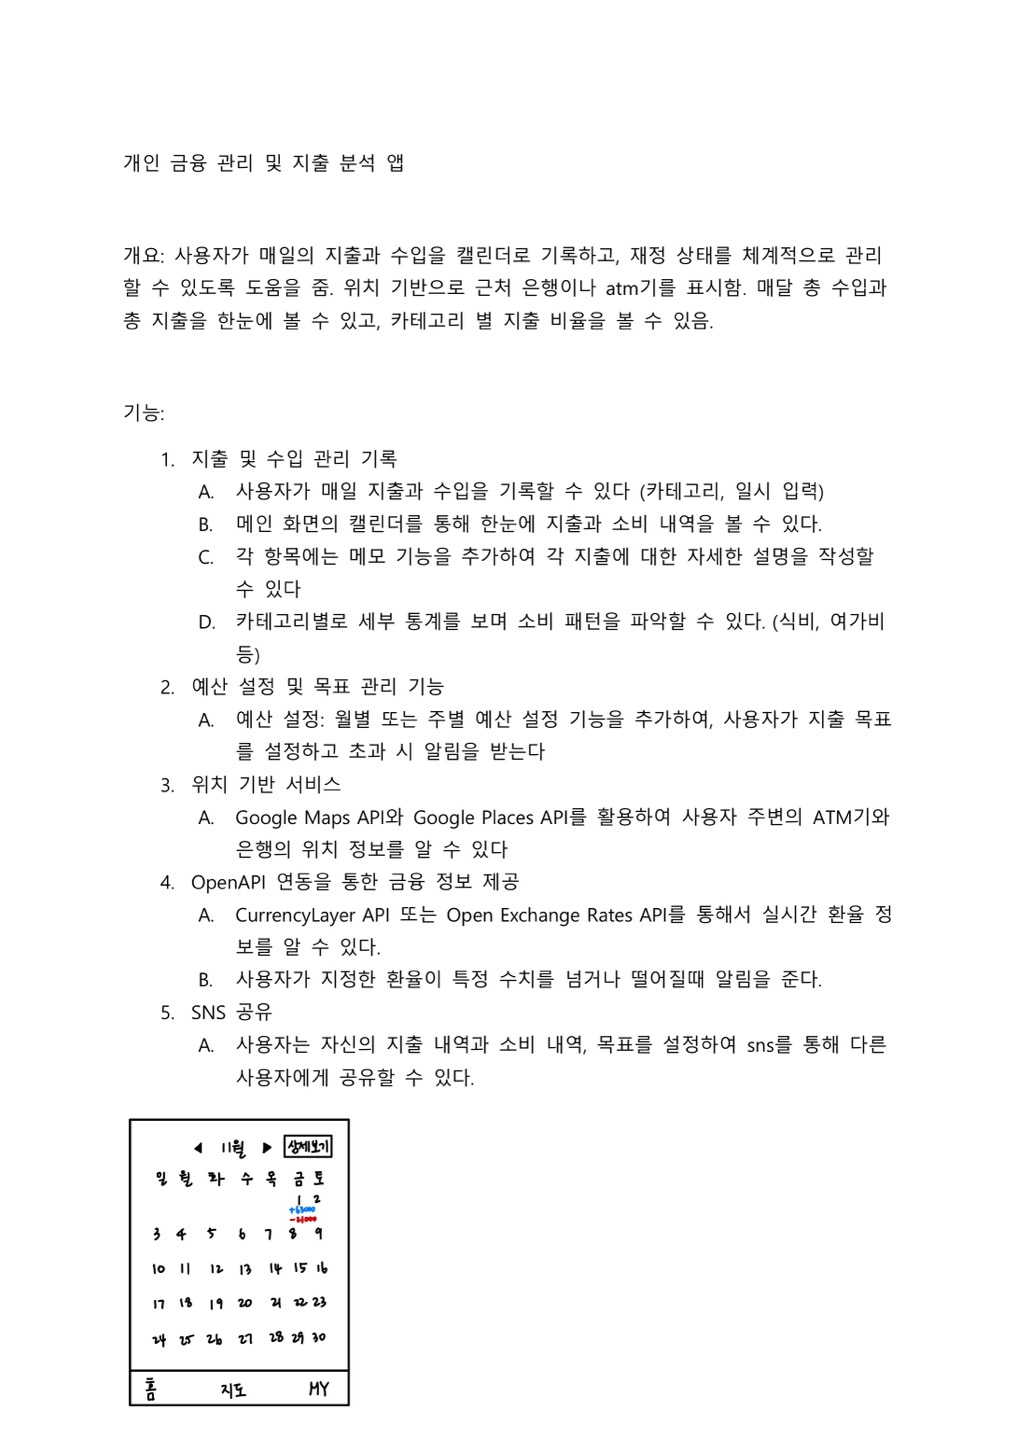 개인 금융 관리 및 지출 분석 앱
개요: 사용자가 매일의 지출과 수입을 캘린더로 기록하고, 재정 상태를 체계적으로 관리
할 수 있도록 도움을 줌. 위치 기반으로 근처 은행이나 atm기를 표시함. 매달 총 수입과
총 지출을 한눈에 볼 수 있고, 카테고리 별 지출 비율을 볼 수 있음.
기능:
1. 지출 및 수입 관리 기록
A. 사용자가 매일 지출과 수입을 기록할 수 있다 (카테고리, 일시 입력)
B. 메인 화면의 캘린더를 통해 한눈에 지출과 소비 내역을 볼 수 있다.
C. 각 항목에는 메모 기능을 추가하여 각 지출에 대한 자세한 설명을 작성할
수 있다
D. 카테고리별로 세부 통계를 보며 소비 패턴을 파악할 수 있다. (식비, 여가비
등)
2. 예산 설정 및 목표 관리 기능
A. 예산 설정: 월별 또는 주별 예산 설정 기능을 추가하여, 사용자가 지출 목표
를 설정하고 초과 시 알림을 받는다
3. 위치 기반 서비스
A. Google Maps API와 Google Places API를 활용하여 사용자 주변의 ATM기와
은행의 위치 정보를 알 수 있다
4. OpenAPI 연동을 통한 금융 정보 제공
A. CurrencyLayer API 또는 Open Exchange Rates API를 통해서 실시간 환율 정
보를 알 수 있다.
B. 사용자가 지정한 환율이 특정 수치를 넘거나 떨어질때 알림을 준다.
5. SNS 공유
A. 사용자는 자신의 지출 내역과 소비 내역, 목표를 설정하여 sns를 통해 다른
사용자에게 공유할 수 있다.
◀ 11월 ▶ 상세보기
일 월 화 수 목 금 토
1 2
+63000
-21000
3 4 5 6 7 8 9
10 11 12 13 14 15 16
17 18 19 20 21 22 23
24 25 26 27 28 29 30
홈 지도 MY